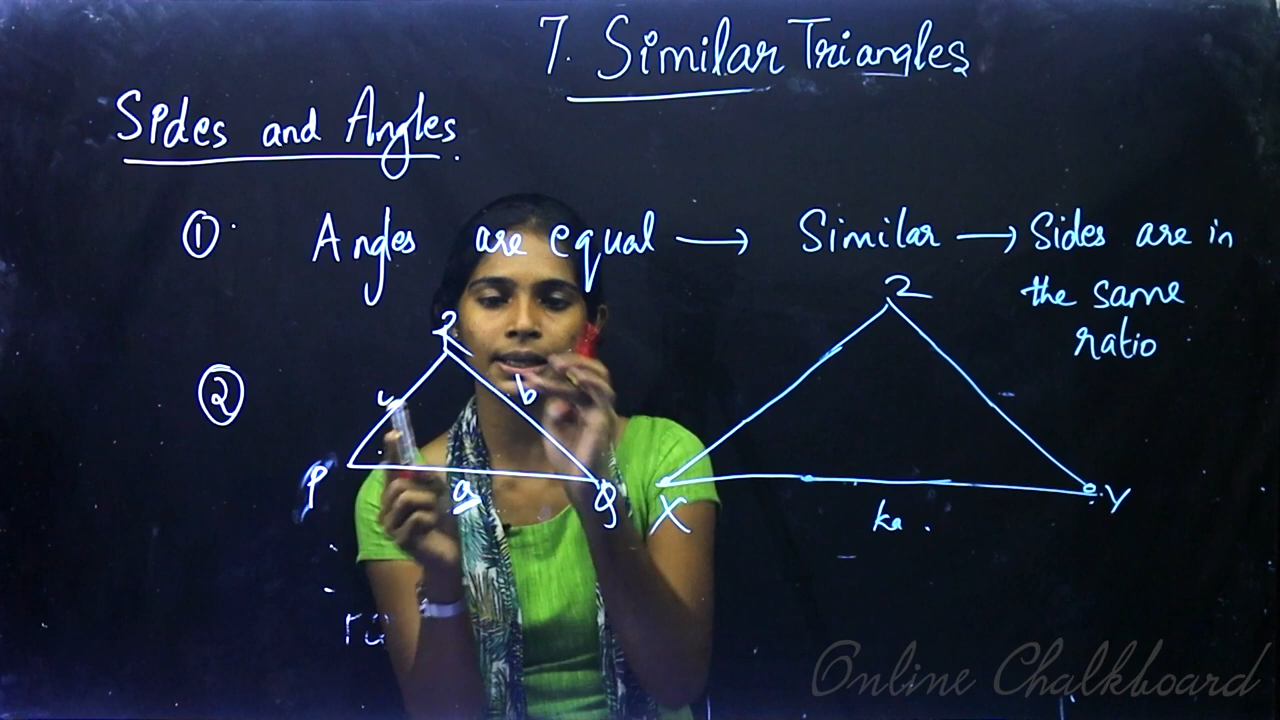 7. Similar Triangles
Sides and Angles.
① Angles are equal → Similar → Sides are in
the same
ratio
②
R
Z
c
b
P
a
Q
X
Y
ka.
Online Chalkboard